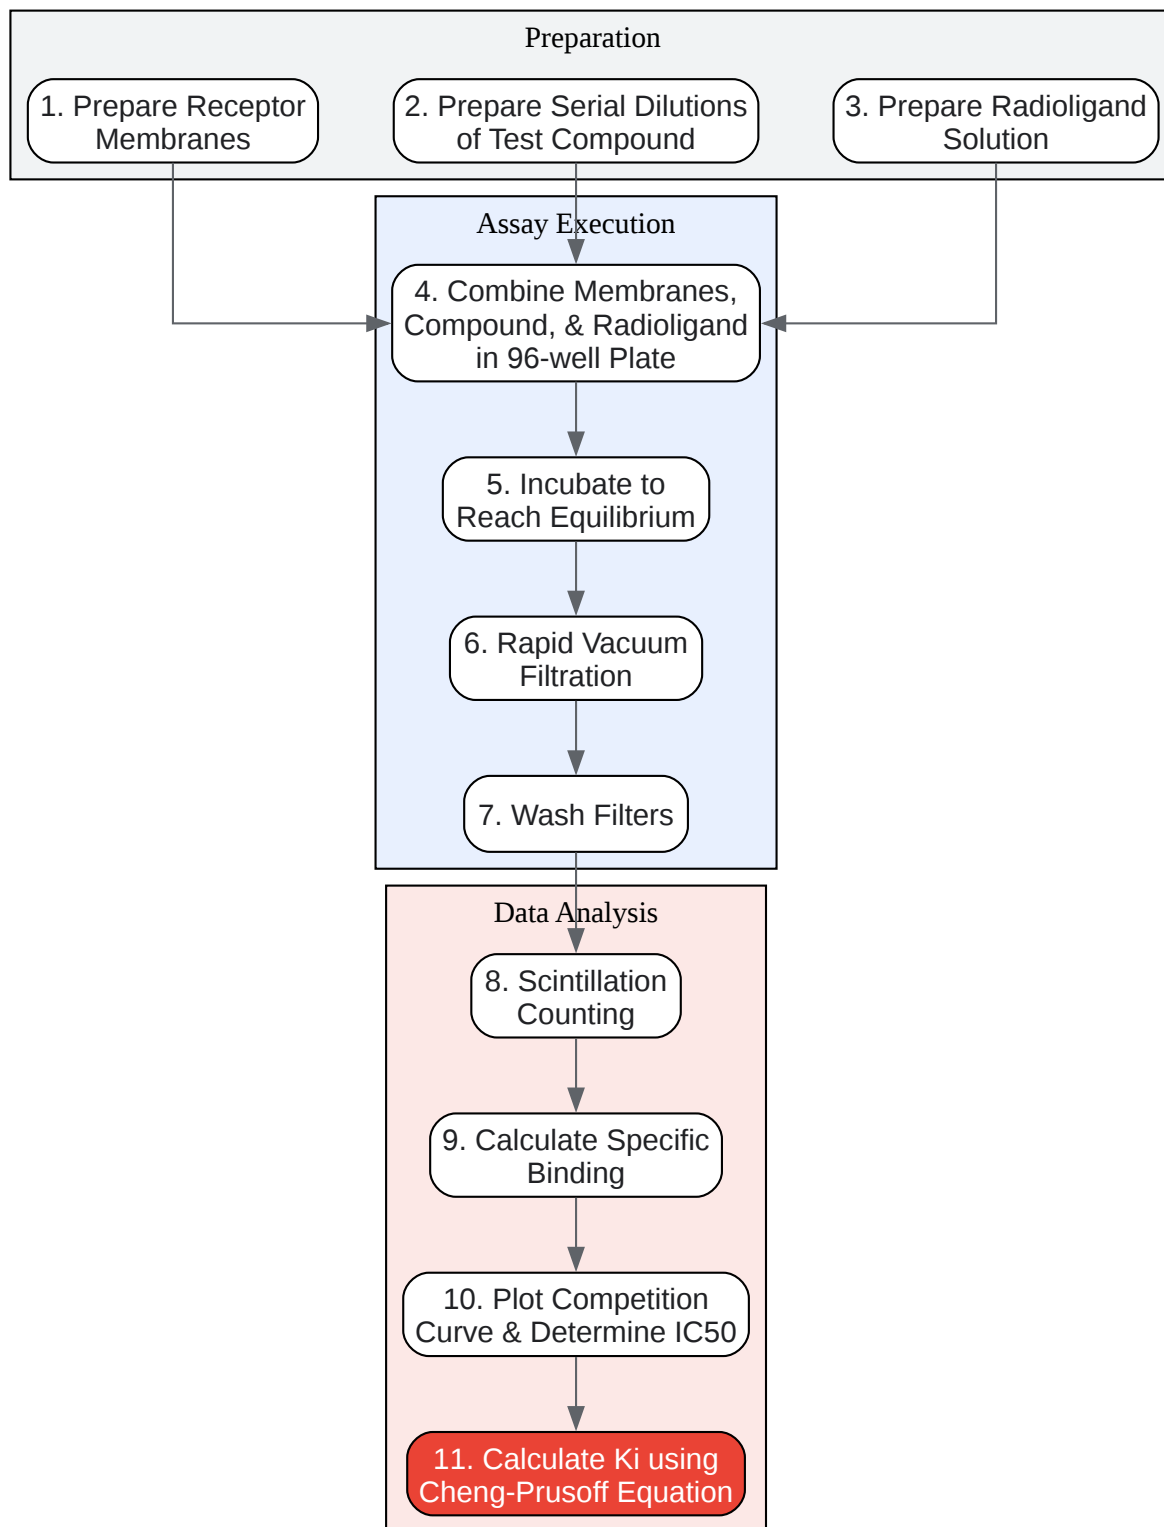 Preparation
1. Prepare Receptor
Membranes
2. Prepare Serial Dilutions
of Test Compound
3. Prepare Radioligand
Solution
Assay Execution
4. Combine Membranes,
Compound, & Radioligand
in 96-well Plate
5. Incubate to
Reach Equilibrium
6. Rapid Vacuum
Filtration
7. Wash Filters
Data Analysis
8. Scintillation
Counting
9. Calculate Specific
Binding
10. Plot Competition
Curve & Determine IC50
11. Calculate Ki using
Cheng-Prusoff Equation